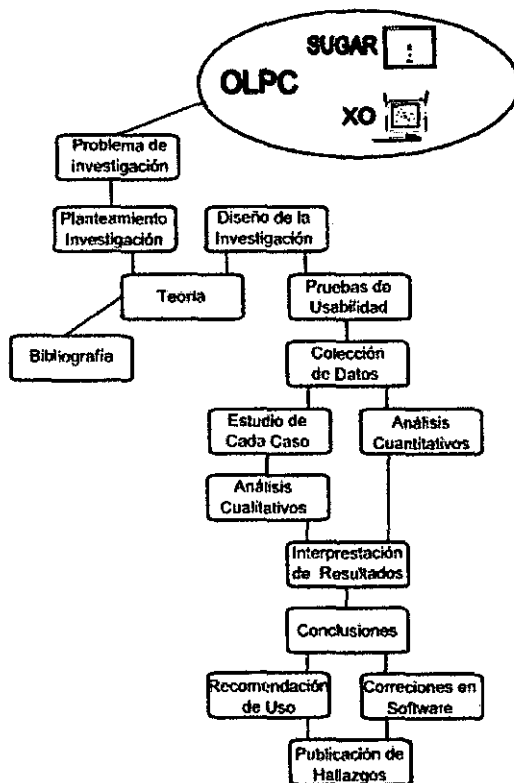 SUGAR
OLPC
XO
Problema de
investigación
Planteamiento
Investigación
Diseño de la
Investigación
Teoría
Pruebas de
Usabilidad
Bibliografía
Colección
de Datos
Estudio de
Cada Caso
Análisis
Cuantitativos
Análisis
Cualitativos
Interprestación
de Resultados
Conclusiones
Recomendación
de Uso
Correciones en
Software
Publicación de
Hallazgos